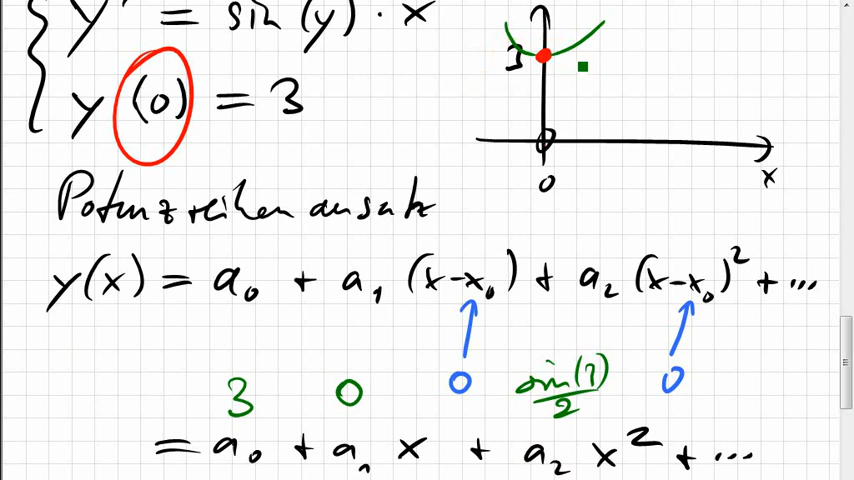 y' = sin(y) · x
y(0) = 3
3
0
0
x
Potenzreihenansatz
y(x) = a₀ + a₁ (x-x₀) + a₂ (x-x₀)² + ...
3 0 0 sin(3)/2 0
= a₀ + a₁ x + a₂ x² + ...